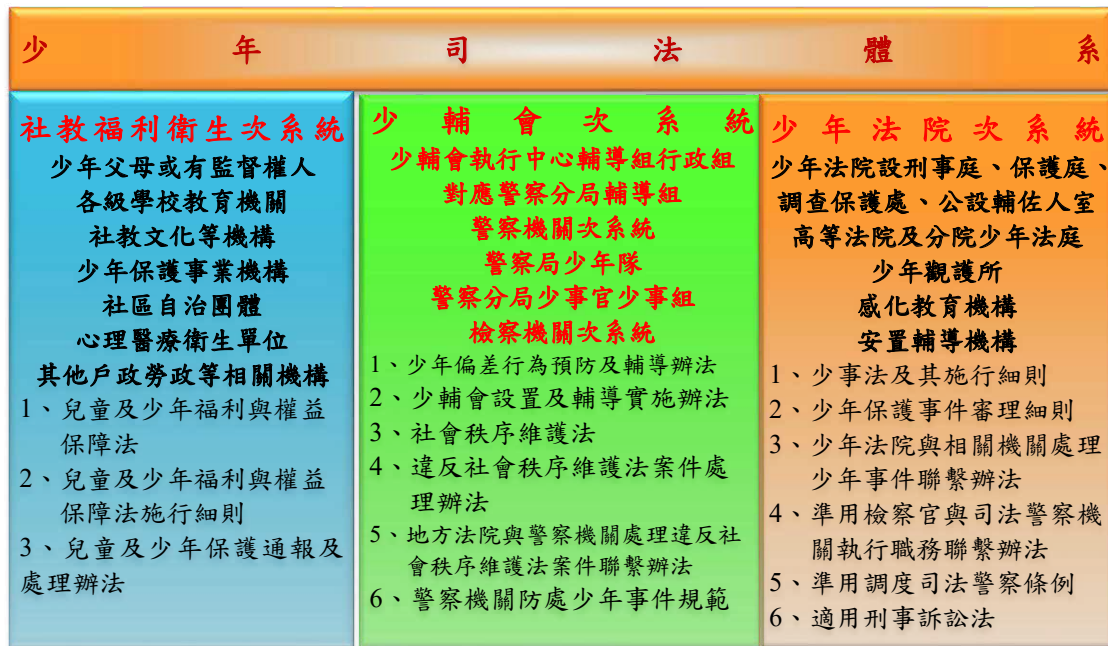 少年司法體系
社教福利衛生次系統
少年父母或有監督權人
各級學校教育機關
社教文化等機構
少年保護事業機構
社區自治團體
心理醫療衛生單位
其他戶政勞政等相關機構
1、兒童及少年福利與權益
保障法
2、兒童及少年福利與權益
保障法施行細則
3、兒童及少年保護通報及
處理辦法
少輔會次系統
少輔會執行中心輔導組行政組
對應警察分局輔導組
警察機關次系統
警察局少年隊
警察分局少事官少事組
檢察機關次系統
1、少年偏差行為預防及輔導辦法
2、少輔會設置及輔導實施辦法
3、社會秩序維護法
4、違反社會秩序維護法案件處
理辦法
5、地方法院與警察機關處理違反社
會秩序維護法案件聯繫辦法
6、警察機關防處少年事件規範
少年法院次系統
少年法院設刑事庭、保護庭、
調查保護處、公設輔佐人室
高等法院及分院少年法庭
少年觀護所
感化教育機構
安置輔導機構
1、少事法及其施行細則
2、少年保護事件審理細則
3、少年法院與相關機關處理
少年事件聯繫辦法
4、準用檢察官與司法警察機
關執行職務聯繫辦法
5、準用調度司法警察條例
6、適用刑事訴訟法